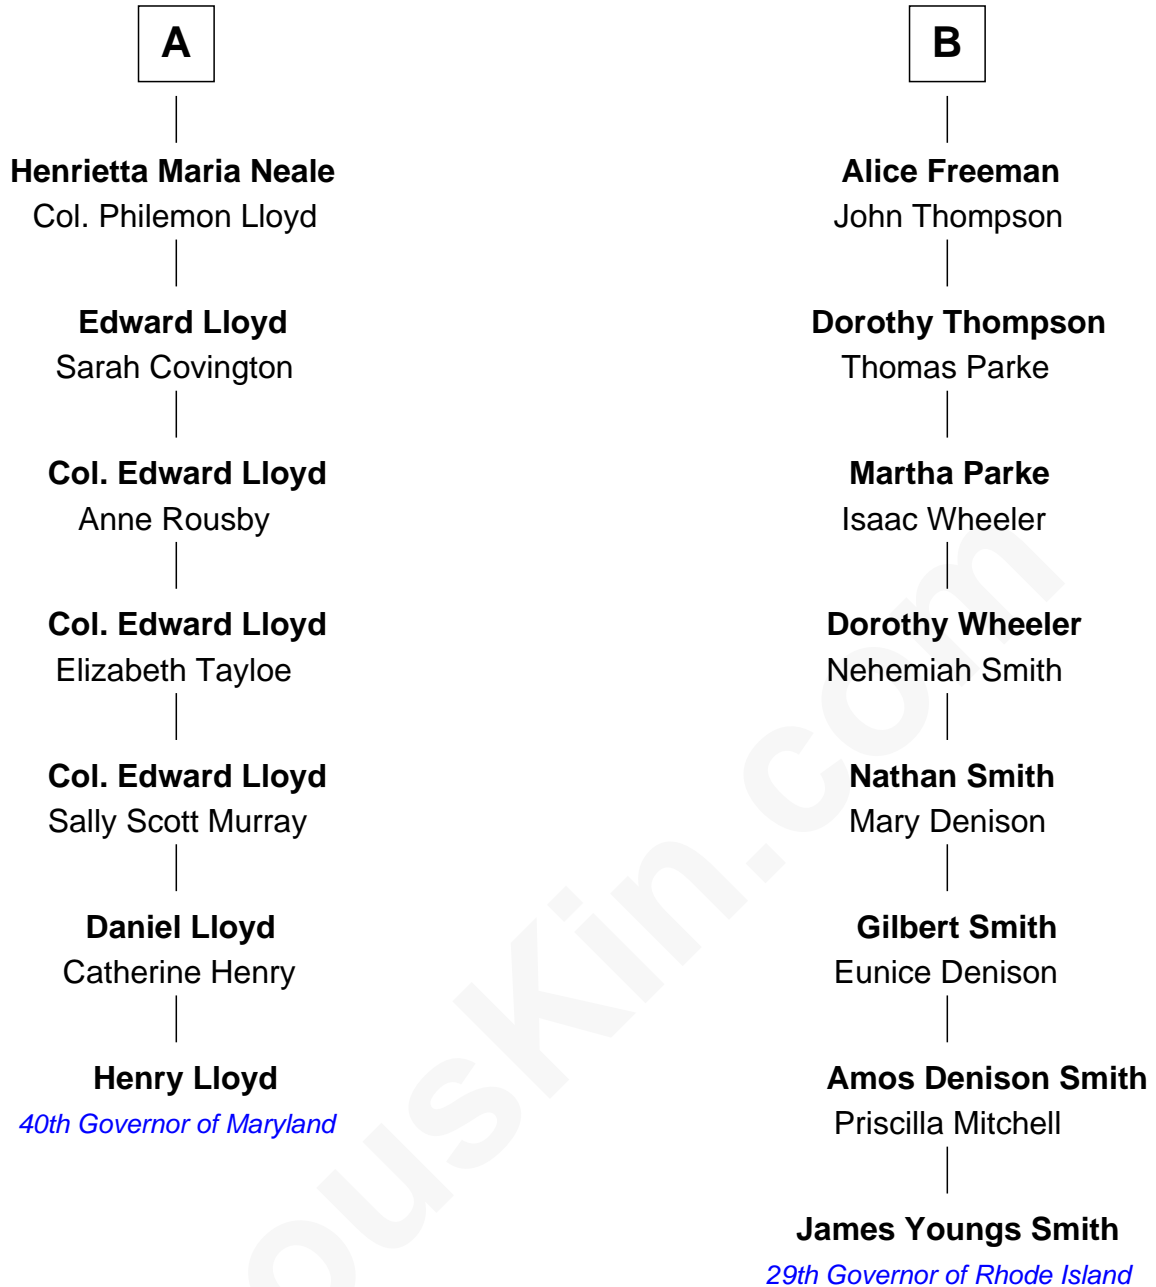 A
Henrietta Maria Neale
Col. Philemon Lloyd
Edward Lloyd
Sarah Covington
Col. Edward Lloyd
Anne Rousby
Col. Edward Lloyd
Elizabeth Tayloe
Col. Edward Lloyd
Sally Scott Murray
Daniel Lloyd
Catherine Henry
Henry Lloyd
40th Governor of Maryland
B
Alice Freeman
John Thompson
Dorothy Thompson
Thomas Parke
Martha Parke
Isaac Wheeler
Dorothy Wheeler
Nehemiah Smith
Nathan Smith
Mary Denison
Gilbert Smith
Eunice Denison
Amos Denison Smith
Priscilla Mitchell
James Youngs Smith
29th Governor of Rhode Island
ousKin.com